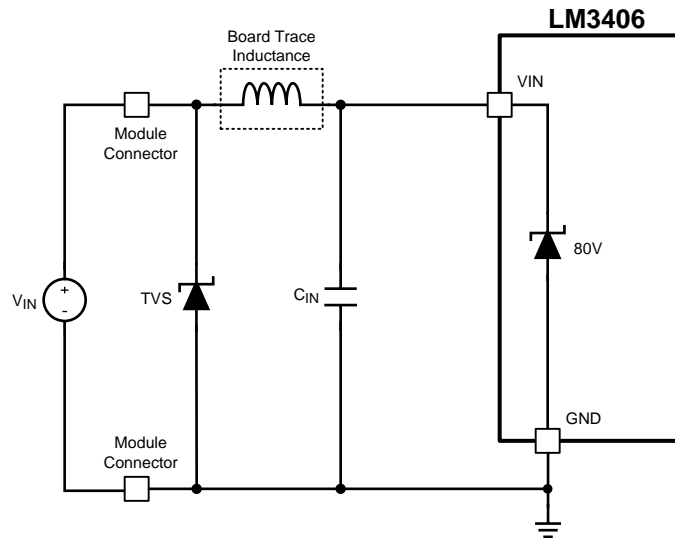 LM3406
Board Trace
Inductance
VIN
Module
Connector
80V
VIN
+
-
TVS
CIN
GND
Module
Connector